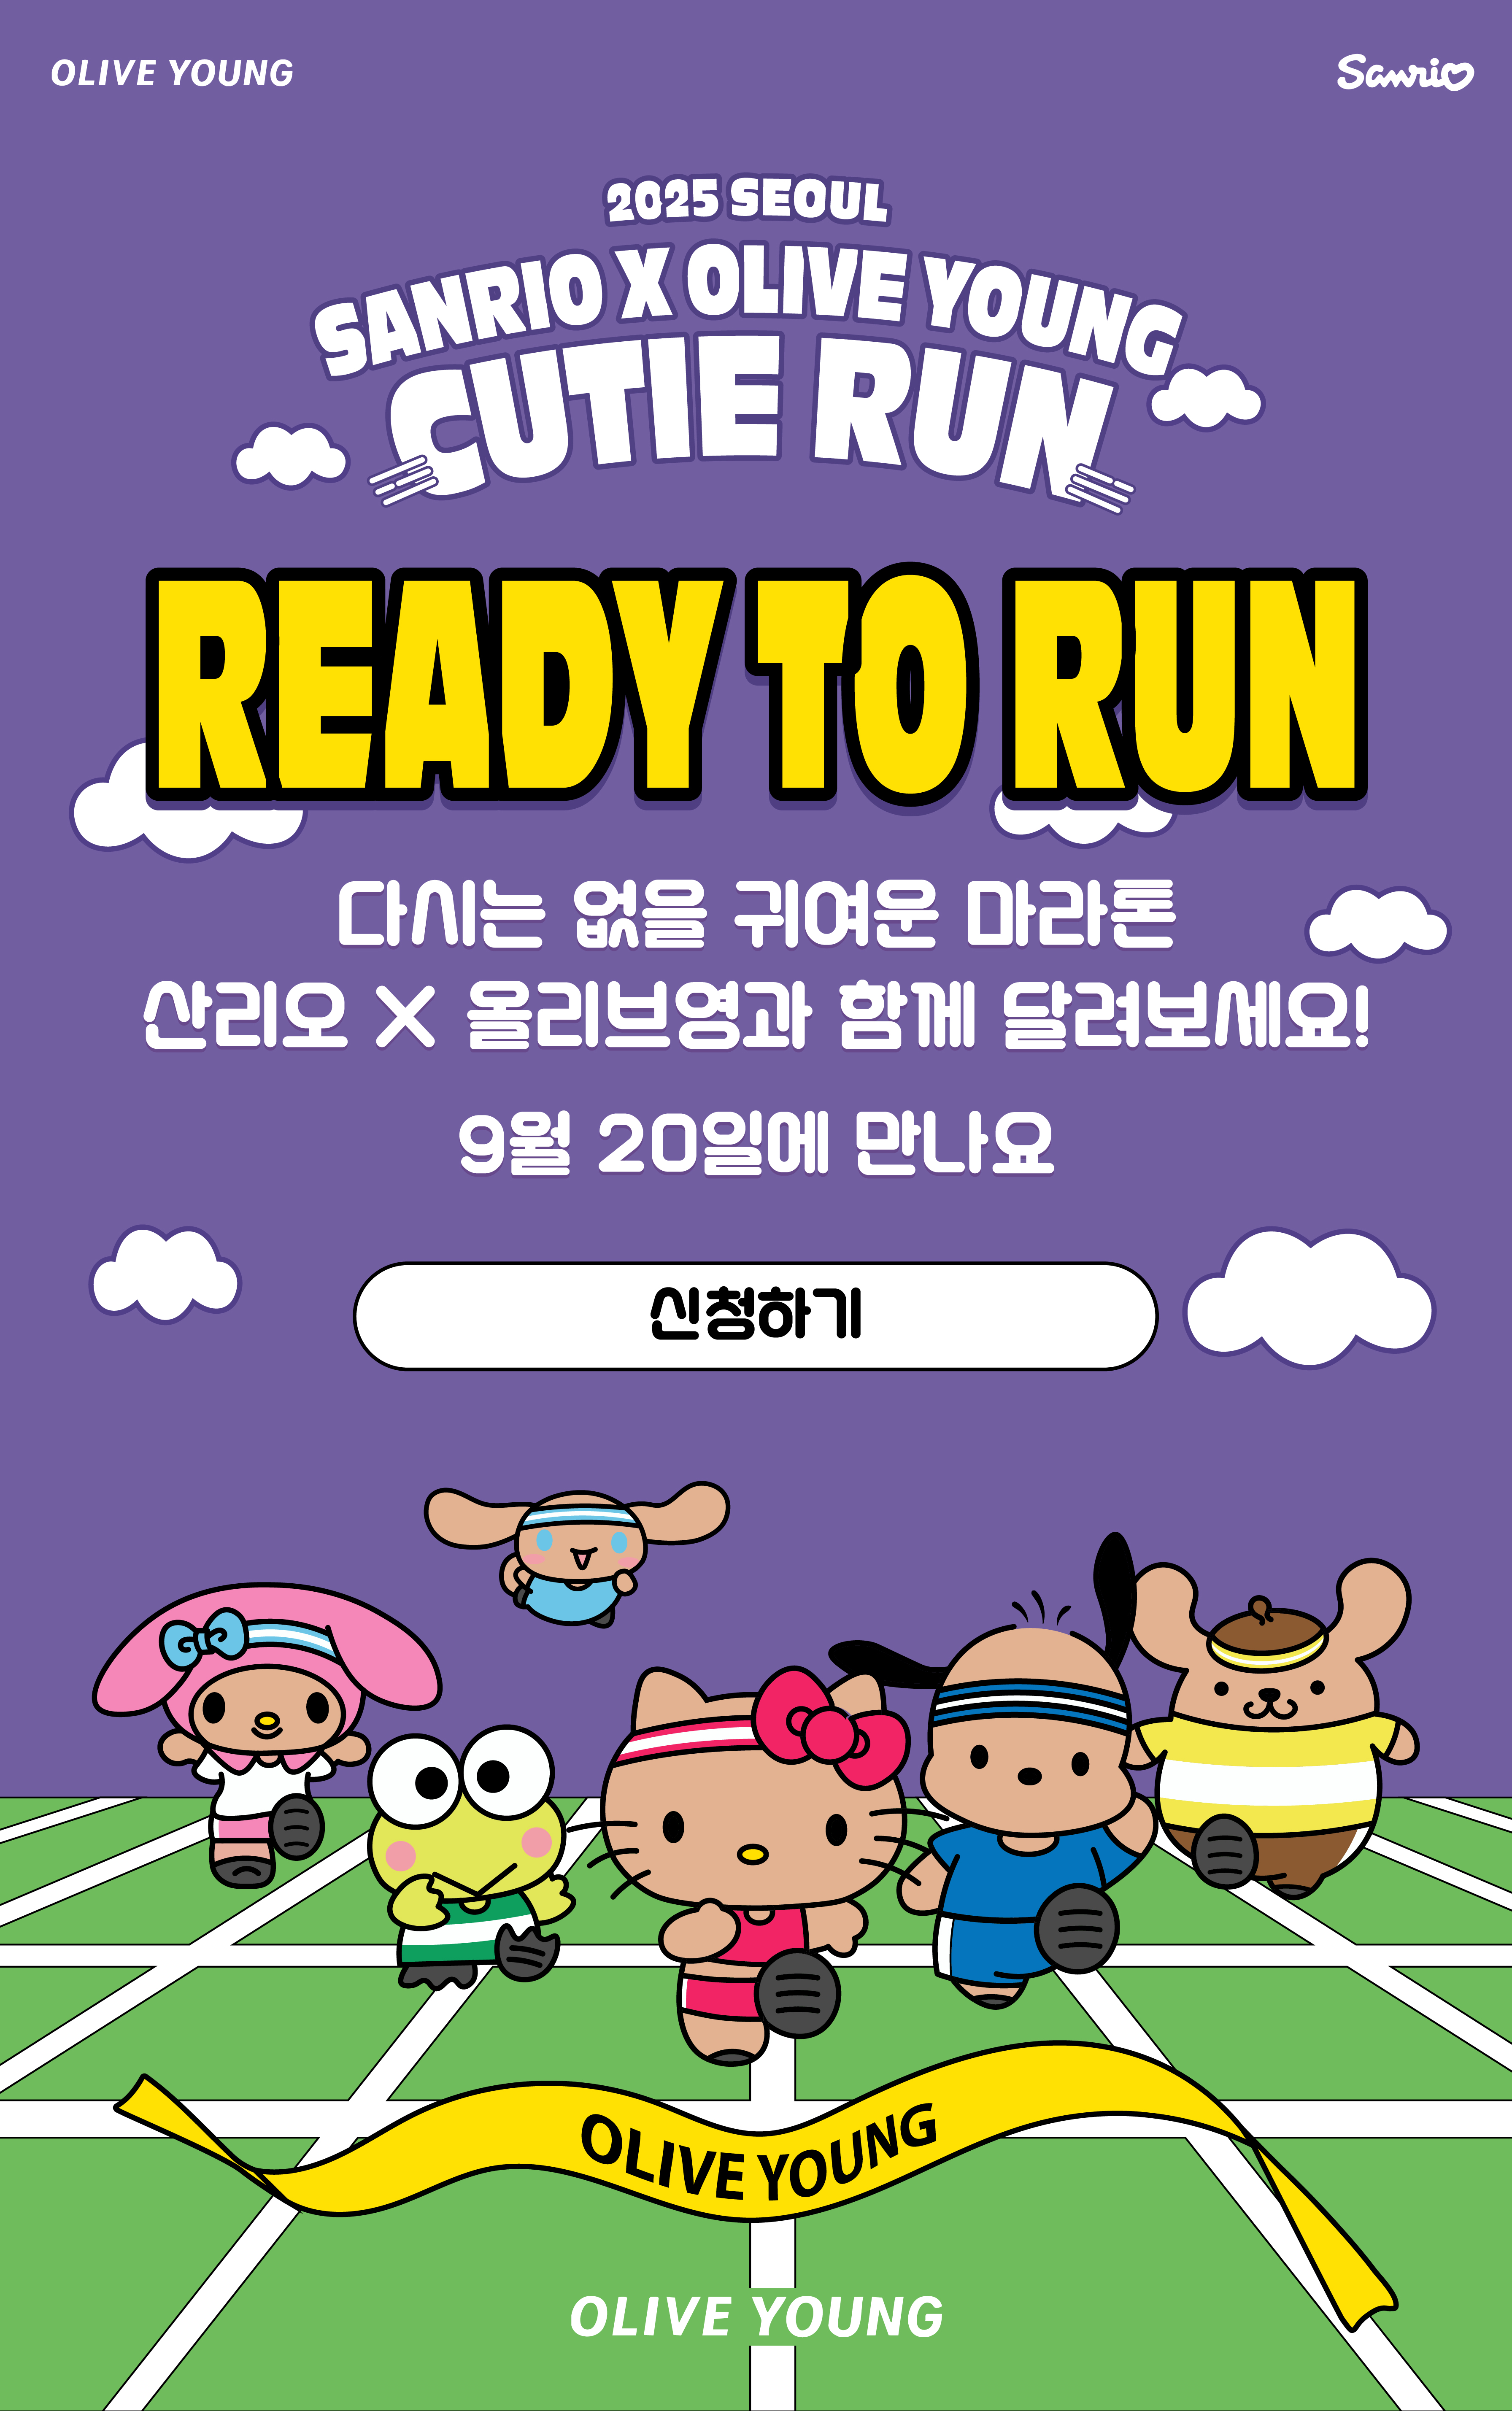 OLIVE YOUNG
Sanrio
2025 SEOUL
SANRIO X OLIVE YOUNG
CUTIE RUN
READY TO RUN
다시는 없을 귀여운 마라톤
산리오 X 올리브영과 함께 달려보세요!
9월 20일에 만나요
신청하기
OLIVE YOUNG
OLIVE YOUNG